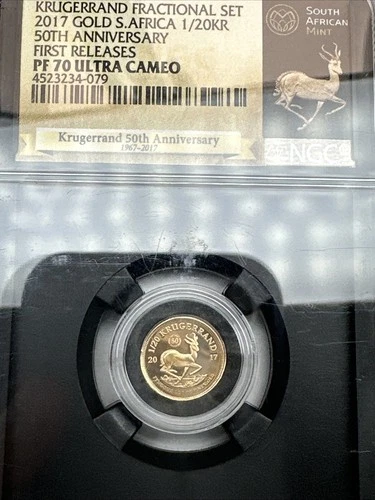 KRUGERRAND FRACTIONAL SET
2017 GOLD S.AFRICA 1/20KR
50TH ANNIVERSARY
FIRST RELEASES
PF 70 ULTRA CAMEO
4523234-079
SOUTH
AFRICAN
MINT
Krugerrand 50th Anniversary
1967-2017
NGC
1/20 KRUGERRAND
50
20 17